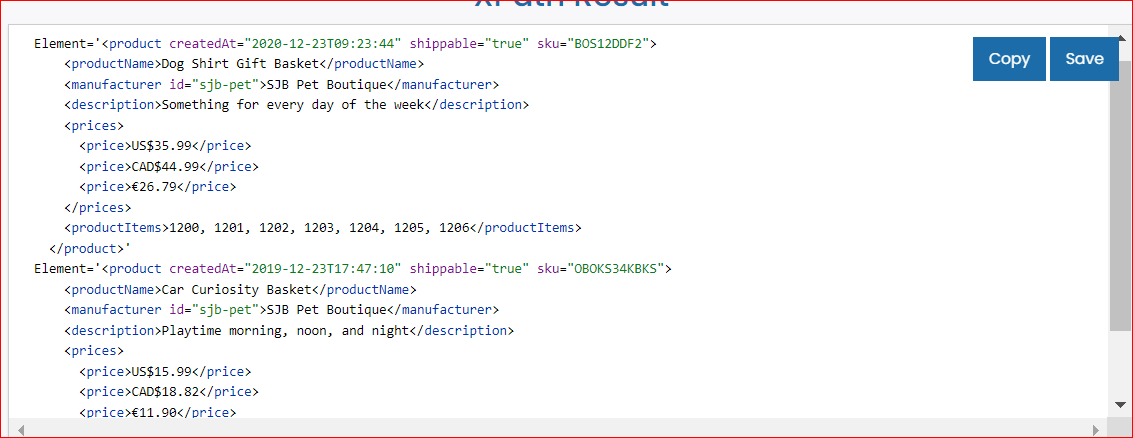 XPath Result
Element='<product createdAt="2020-12-23T09:23:44" shippable="true" sku="BOS12DDF2">
<productName>Dog Shirt Gift Basket</productName>
<manufacturer id="sjb-pet">SJB Pet Boutique</manufacturer>
<description>Something for every day of the week</description>
<prices>
<price>US$35.99</price>
<price>CAD$44.99</price>
<price>€26.79</price>
</prices>
<productItems>1200, 1201, 1202, 1203, 1204, 1205, 1206</productItems>
</product>'
Element='<product createdAt="2019-12-23T17:47:10" shippable="true" sku="OBOKS34KBKS">
<productName>Car Curiosity Basket</productName>
<manufacturer id="sjb-pet">SJB Pet Boutique</manufacturer>
<description>Playtime morning, noon, and night</description>
<prices>
<price>US$15.99</price>
<price>CAD$18.82</price>
<price>€11.90</price>
Copy
Save